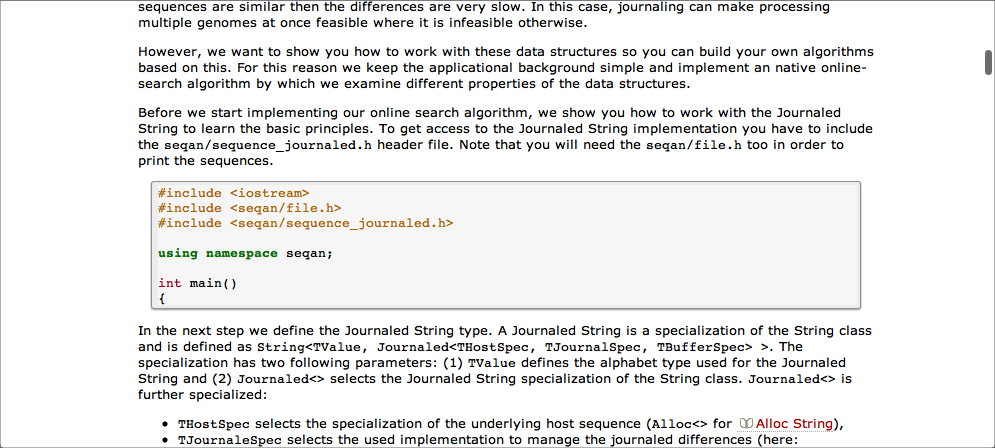 sequences are similar then the differences are very slow. In this case, journaling can make processing
multiple genomes at once feasible where it is infeasible otherwise.
However, we want to show you how to work with these data structures so you can build your own algorithms
based on this. For this reason we keep the applicational background simple and implement an native online-
search algorithm by which we examine different properties of the data structures.
Before we start implementing our online search algorithm, we show you how to work with the Journaled
String to learn the basic principles. To get access to the Journaled String implementation you have to include
the seqan/sequence_journaled.h header file. Note that you will need the seqan/file.h too in order to
print the sequences.
#include <iostream>
#include <seqan/file.h>
#include <seqan/sequence_journaled.h>
using namespace seqan;
int main()
{
In the next step we define the Journaled String type. A Journaled String is a specialization of the String class
and is defined as String<TValue, Journaled<THostSpec, TJournalSpec, TBufferSpec> >. The
specialization has two following parameters: (1) TValue defines the alphabet type used for the Journaled
String and (2) Journaled<> selects the Journaled String specialization of the String class. Journaled<> is
further specialized:
• THostSpec selects the specialization of the underlying host sequence (Alloc<> for Alloc String),
• TJournaleSpec selects the used implementation to manage the journaled differences (here: